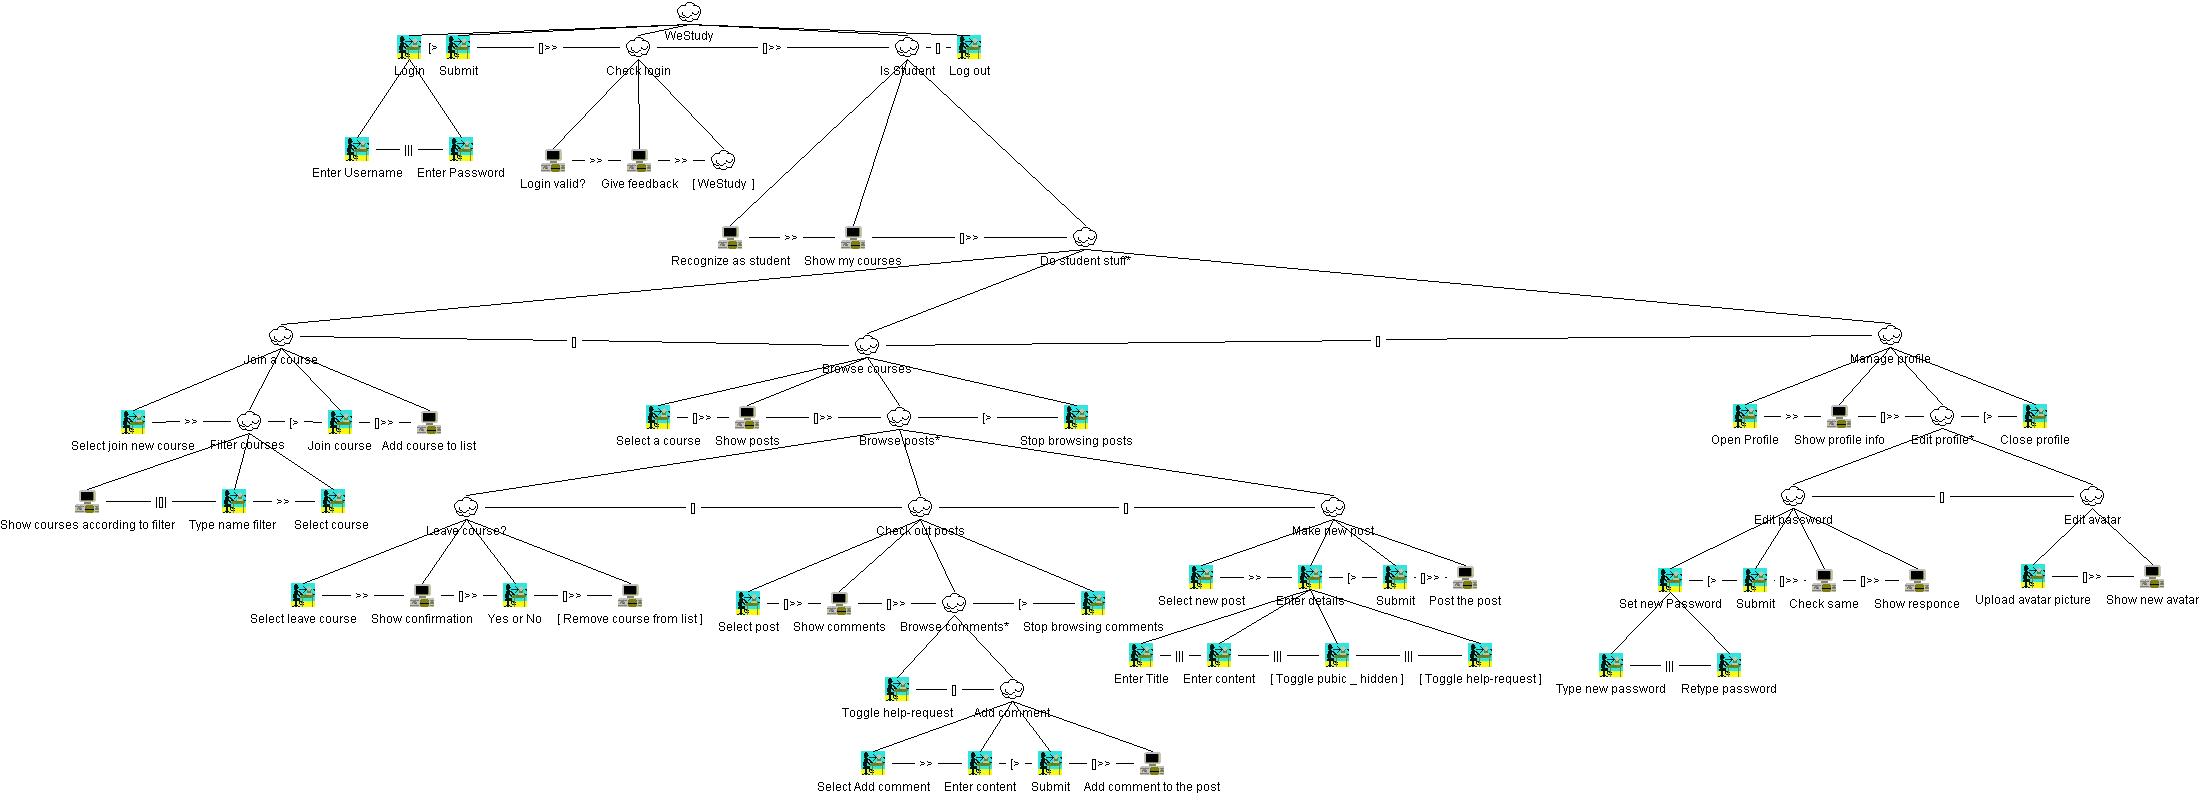 WeStudy
[> []>> []>> []
Login Submit Check login Is Student Log out
||| >> >>
Enter Username Enter Password Login valid? Give feedback [ WeStudy ]
>> []>>
Recognize as student Show my courses Do student stuff*
[] []
Join a course Browse courses Manage profile
>> [> []>> []>> []>> [> >> []>> [>
Select join new course Filter courses Join course Add course to list Select a course Show posts Browse posts* Stop browsing posts Open Profile Show profile info Edit profile* Close profile
|[]| >> [] [] []
Show courses according to filter Type name filter Select course Leave course? Check out posts Make new post Edit password Edit avatar
>> []>> []>> []>> []>> [> >> [> []>> [> []>> []>> []>>
Select leave course Show confirmation Yes or No [ Remove course from list ] Select post Show comments Browse comments* Stop browsing comments Select new post Enter details Submit Post the post Set new Password Submit Check same Show responce Upload avatar picture Show new avatar
||| ||| ||| |||
Enter Title Enter content [ Toggle pubic _ hidden ] [ Toggle help-request ] Type new password Retype password
[]
Toggle help-request Add comment
>> [> []>>
Select Add comment Enter content Submit Add comment to the post